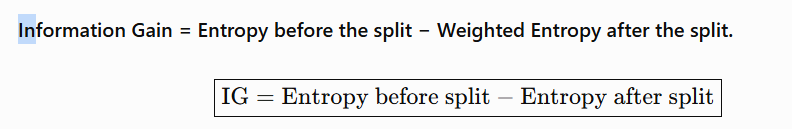 Information Gain = Entropy before the split − Weighted Entropy after the split.
IG = Entropy before split − Entropy after split